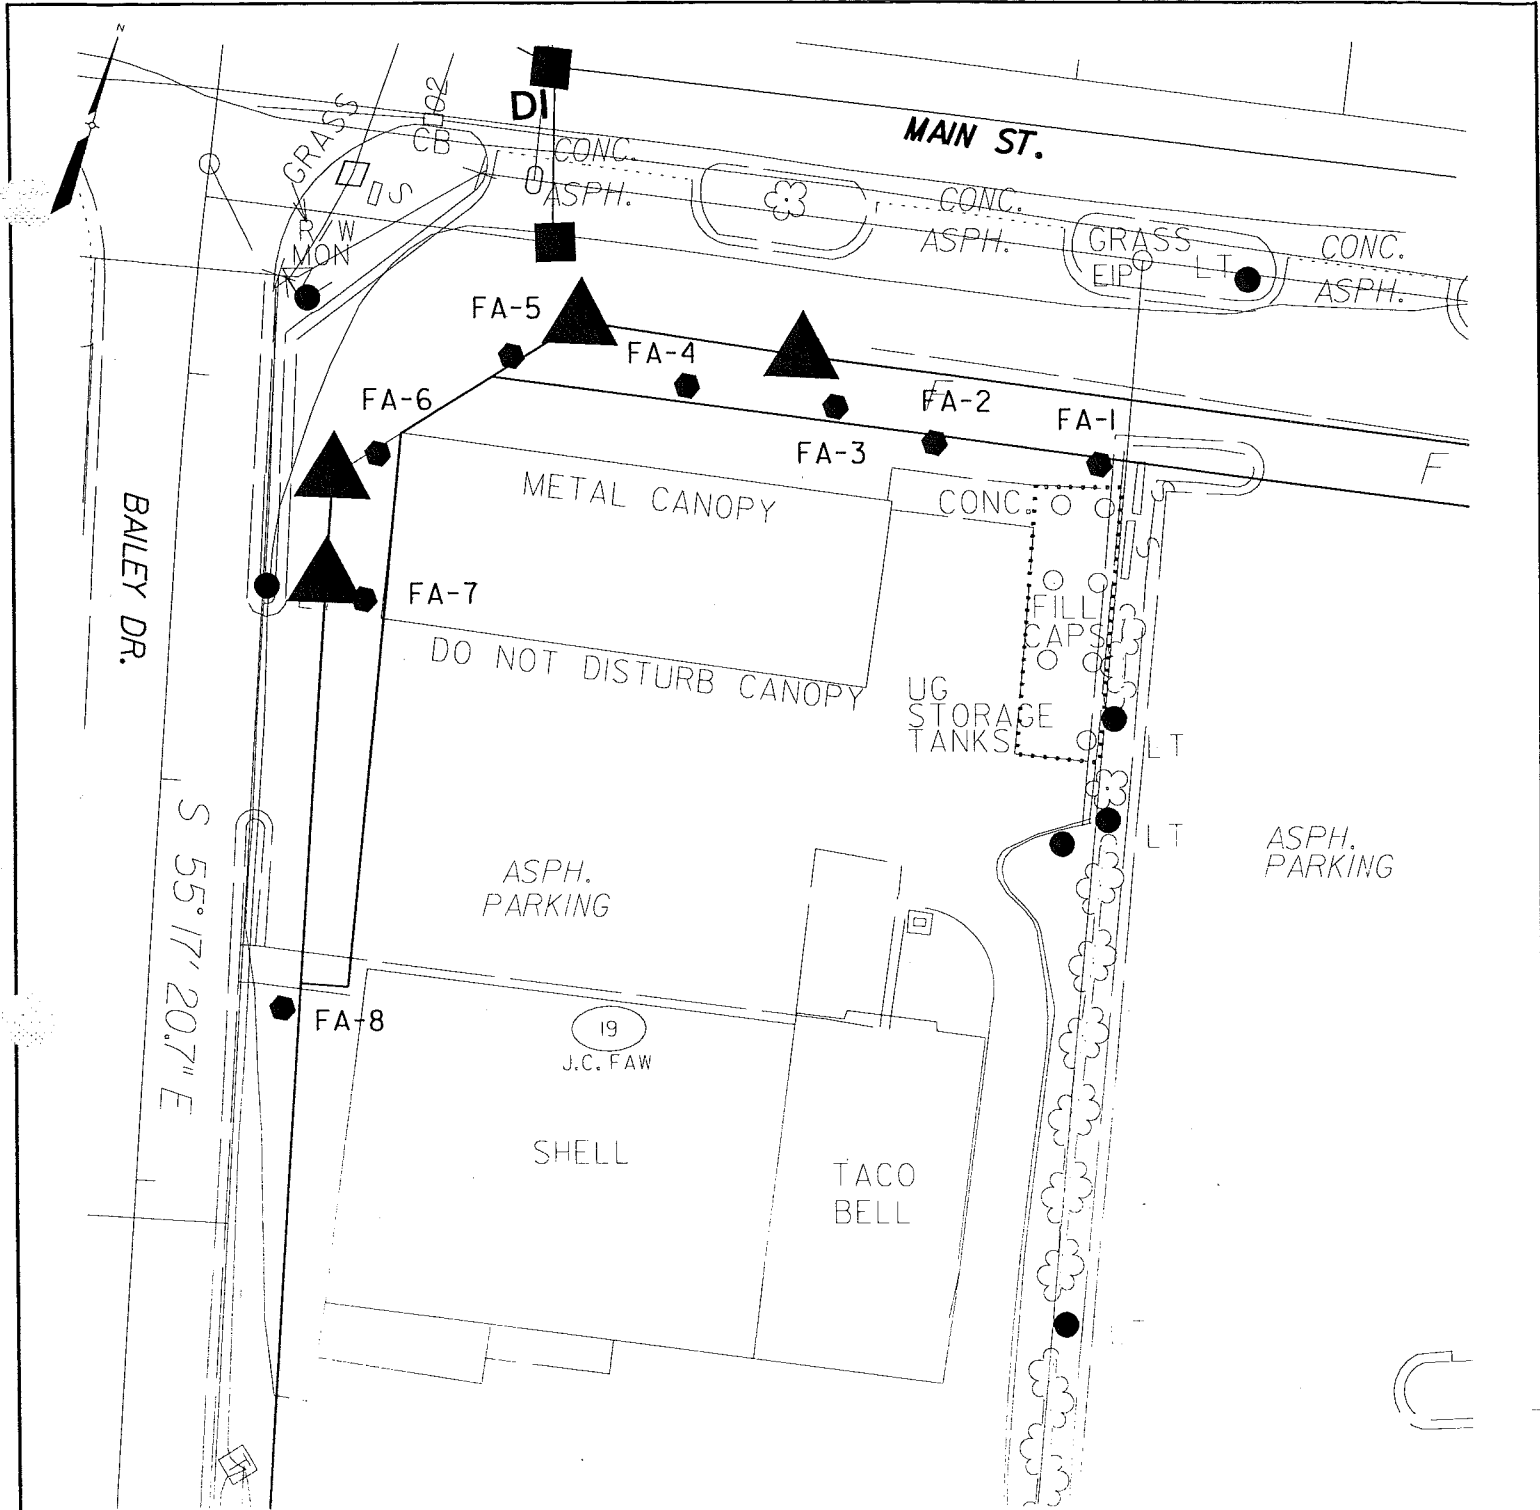 N
MAIN ST.
DI
GRASS
CB
D2
CONC.
ASPH.
S
R W
MON
CONC.
ASPH.
GRASS
EIP
LT
CONC.
ASPH.
FA-5
FA-4
FA-6
FA-2
FA-1
FA-3
F
F
METAL CANOPY
CONC.
S
S
BAILEY DR.
FA-7
FILL
CAPS
S
DO NOT DISTURB CANOPY
UG
STORAGE
TANKS
LT
LT
S 55° 17' 20.7" E
ASPH.
PARKING
ASPH.
PARKING
FA-8
19
J.C. FAW
SHELL
TACO
BELL